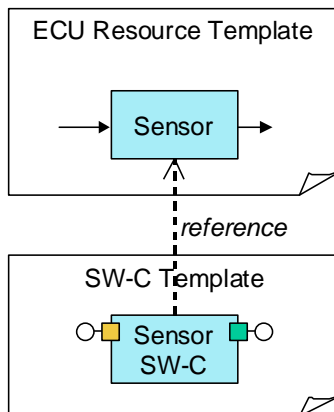 ECU Resource Template
Sensor
reference
SW-C Template
Sensor
SW-C